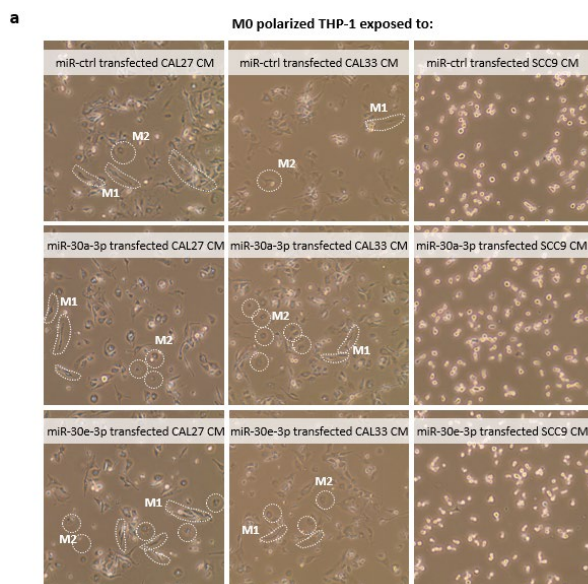 a
M0 polarized THP-1 exposed to:
miR-ctrl transfected CAL27 CM
miR-ctrl transfected CAL33 CM
miR-ctrl transfected SCC9 CM
M1
M2
M2
M1
miR-30a-3p transfected CAL27 CM
miR-30a-3p transfected CAL33 CM
miR-30a-3p transfected SCC9 CM
M1
M2
M2
M1
miR-30e-3p transfected CAL27 CM
miR-30e-3p transfected CAL33 CM
miR-30e-3p transfected SCC9 CM
M2
M1
M1
M2